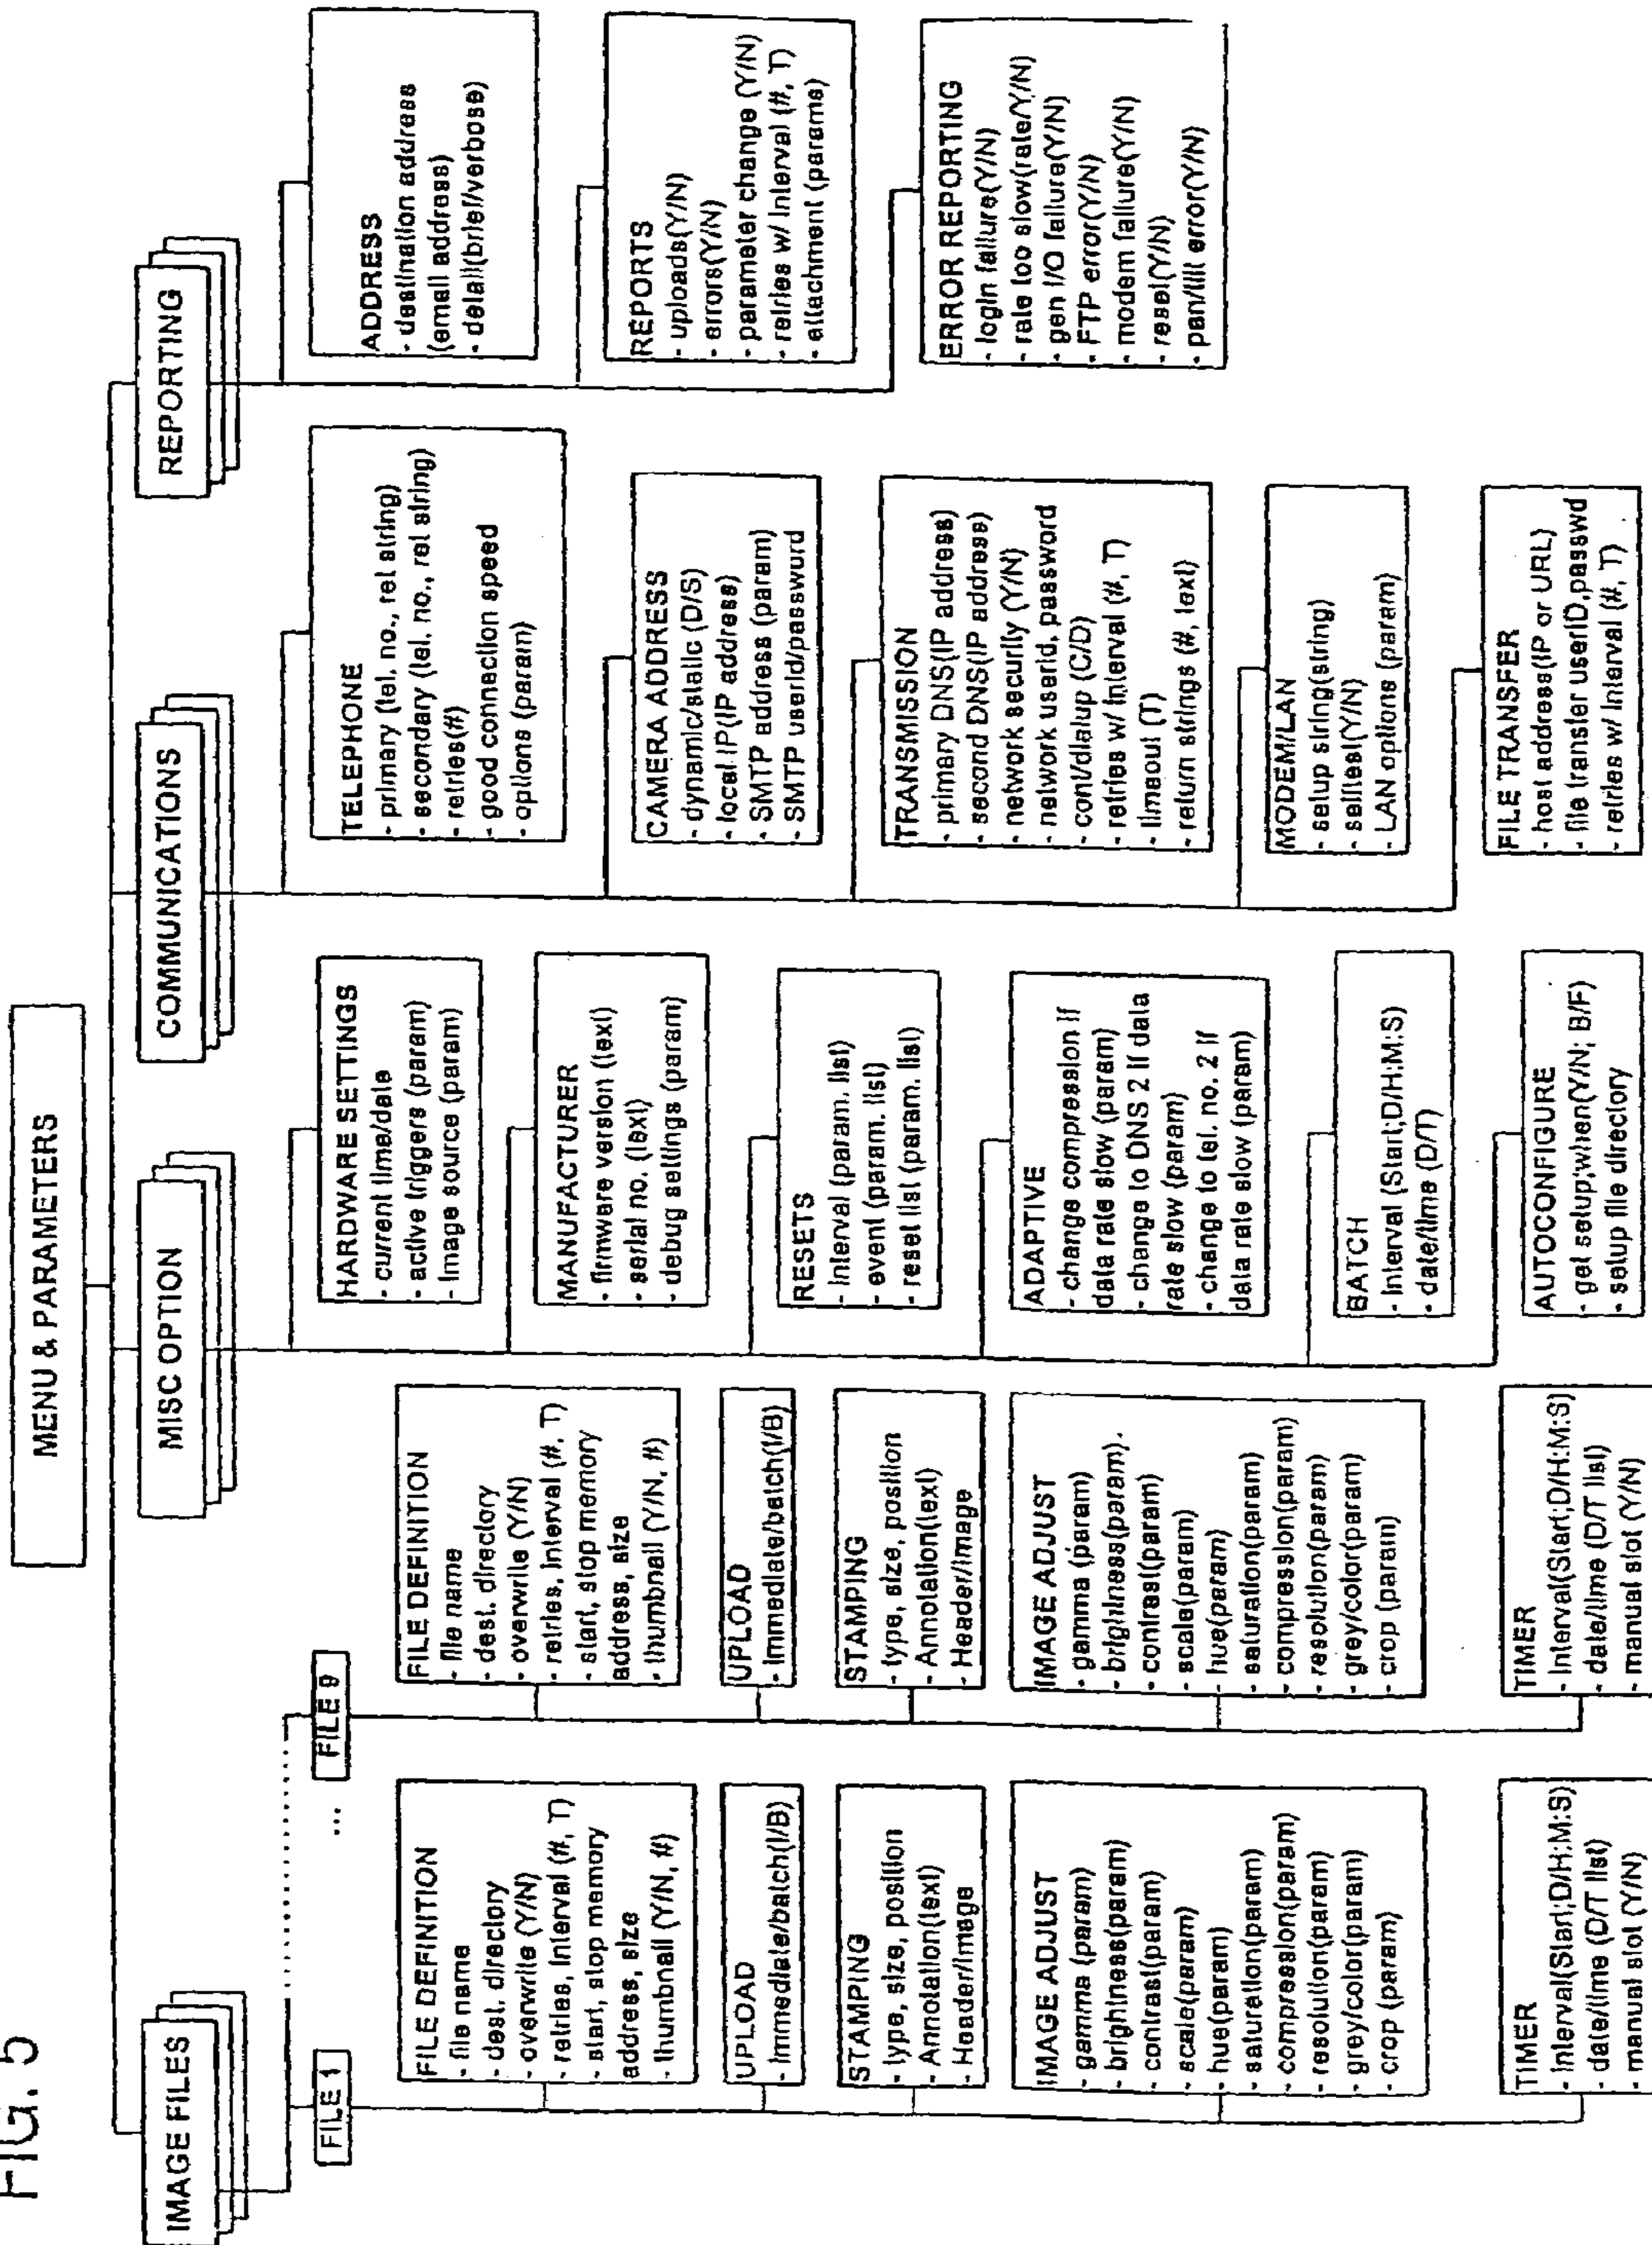 FIG. 5
MENU & PARAMETERS
IMAGE FILES
FILE 1
...
FILE 9
FILE DEFINITION
- file name
- dest. directory
- overwrite (Y/N)
- retries, interval (#, T)
- start, stop memory
address, size
- thumbnail (Y/N, #)
UPLOAD
- Immediate/batch(I/B)
STAMPING
- type, size, position
- Annotation(text)
- Header/Image
IMAGE ADJUST
- gamma (param)
- brightness(param)
- contrast(param)
- scale(param)
- hue(param)
- saturation(param)
- compression(param)
- resolution(param)
- grey/color(param)
- crop (param)
TIMER
- Interval(Start;D/H:M:S)
- date/time (D/T list)
- manual slot (Y/N)
FILE DEFINITION
- file name
- dest. directory
- overwrite (Y/N)
- retries, Interval (#, T)
- start, stop memory
address, size
- thumbnail (Y/N, #)
UPLOAD
- Immediate/batch(I/B)
STAMPING
- type, size, position
- Annotation(text)
- Header/Image
IMAGE ADJUST
- gamma (param)
- brightness(param).
- contrast(param)
- scale(param)
- hue(param)
- saturation(param)
- compression(param)
- resolution(param)
- grey/color(param)
- crop (param)
TIMER
- Interval(Start;D/H:M:S)
- date/time (D/T list)
- manual slot (Y/N)
MISC OPTION
HARDWARE SETTINGS
- current time/date
- active triggers (param)
- Image source (param)
MANUFACTURER
- firmware version (text)
- serial no. (text)
- debug settings (param)
RESETS
- Interval (param. list)
- event (param. list)
- reset list (param. list)
ADAPTIVE
- change compression if
data rate slow (param)
- change to DNS 2 if data
rate slow (param)
- change to tel. no. 2 if
data rate slow (param)
BATCH
- Interval (Start;D/H:M:S)
- date/time (D/T)
AUTOCONFIGURE
- get setup;when(Y/N; B/F)
- setup file directory
COMMUNICATIONS
TELEPHONE
- primary (tel. no., ret string)
- secondary (tel. no., ret string)
- retries(#)
- good connection speed
- options (param)
CAMERA ADDRESS
- dynamic/static (D/S)
- local IP(IP address)
- SMTP address (param)
- SMTP userid/password
TRANSMISSION
- primary DNS(IP address)
- second DNS(IP address)
- network security (Y/N)
- network userid, password
- cont/dialup (C/D)
- retries w/ Interval (#, T)
- timeout (T)
- return strings (#, text)
MODEM/LAN
- setup string(string)
- selftest(Y/N)
- LAN options (param)
FILE TRANSFER
- host address(IP or URL)
- file transfer userID,passwd
- retries w/ Interval (#, T)
REPORTING
ADDRESS
- destination address
(email address)
- detail(brief/verbose)
REPORTS
- uploads(Y/N)
- errors(Y/N)
- parameter change (Y/N)
- retries w/ Interval (#, T)
- attachment (params)
ERROR REPORTING
- login failure(Y/N)
- rate too slow(rate/Y/N)
- gen I/O failure(Y/N)
- FTP error(Y/N)
- modem failure(Y/N)
- reset(Y/N)
- pan/tilt error(Y/N)